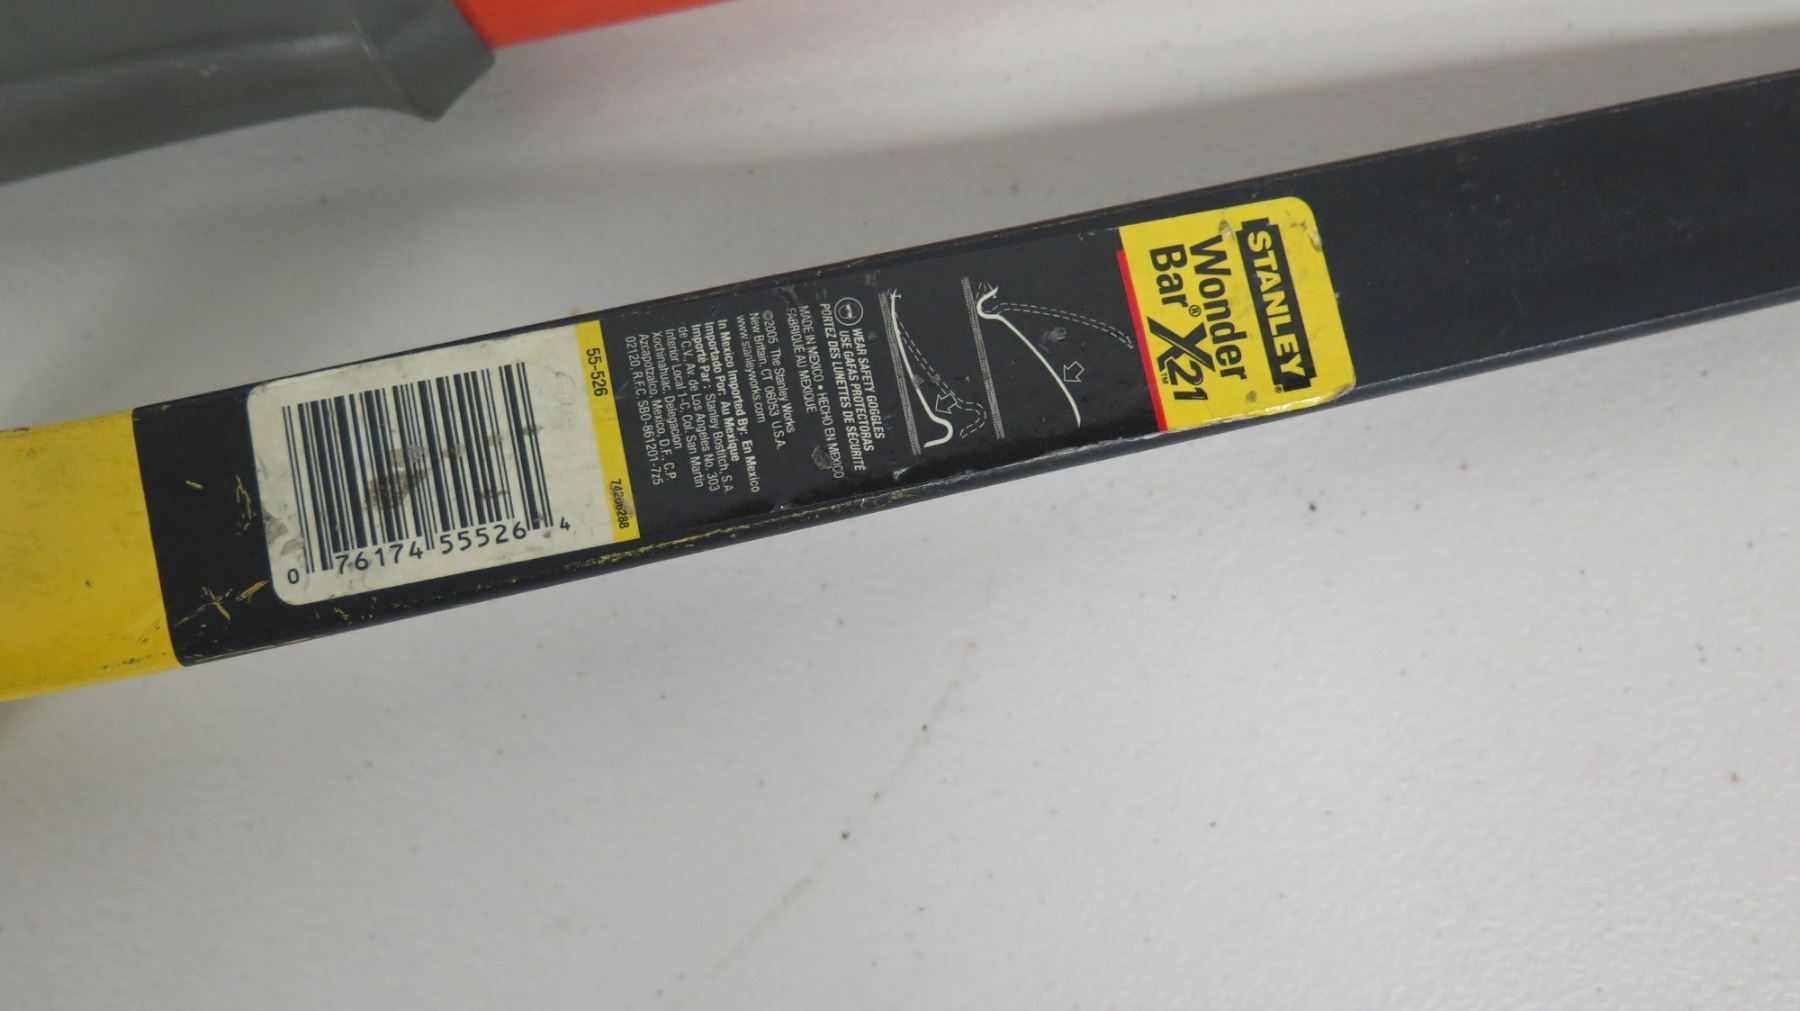 STANLEY®
Wonder
Bar® X21™
WEAR SAFETY GOGGLES
USE GAFAS PROTECTORAS
PORTEZ DES LUNETTES DE SÉCURITÉ
MADE IN MEXICO • HECHO EN MEXICO
FABRIQUÉ AU MEXIQUE
©2005 The Stanley Works
New Britain, CT 06053 U.S.A.
www.stanleyworks.com
In Mexico Imported By: En Mexico
Importado Por: Au Mexique
Importé Par: Stanley Bostitch, S.A.
de C.V., Av. de Los Angeles No. 303
Interior Local 1-C, Col. San Martin
Xochinahuac, Delegacion
Azcapotzalco, Mexico, D.F., C.P.
02120, R.F.C. SBO-861201-7z5
55-526
74206288
0 76174 55526 4